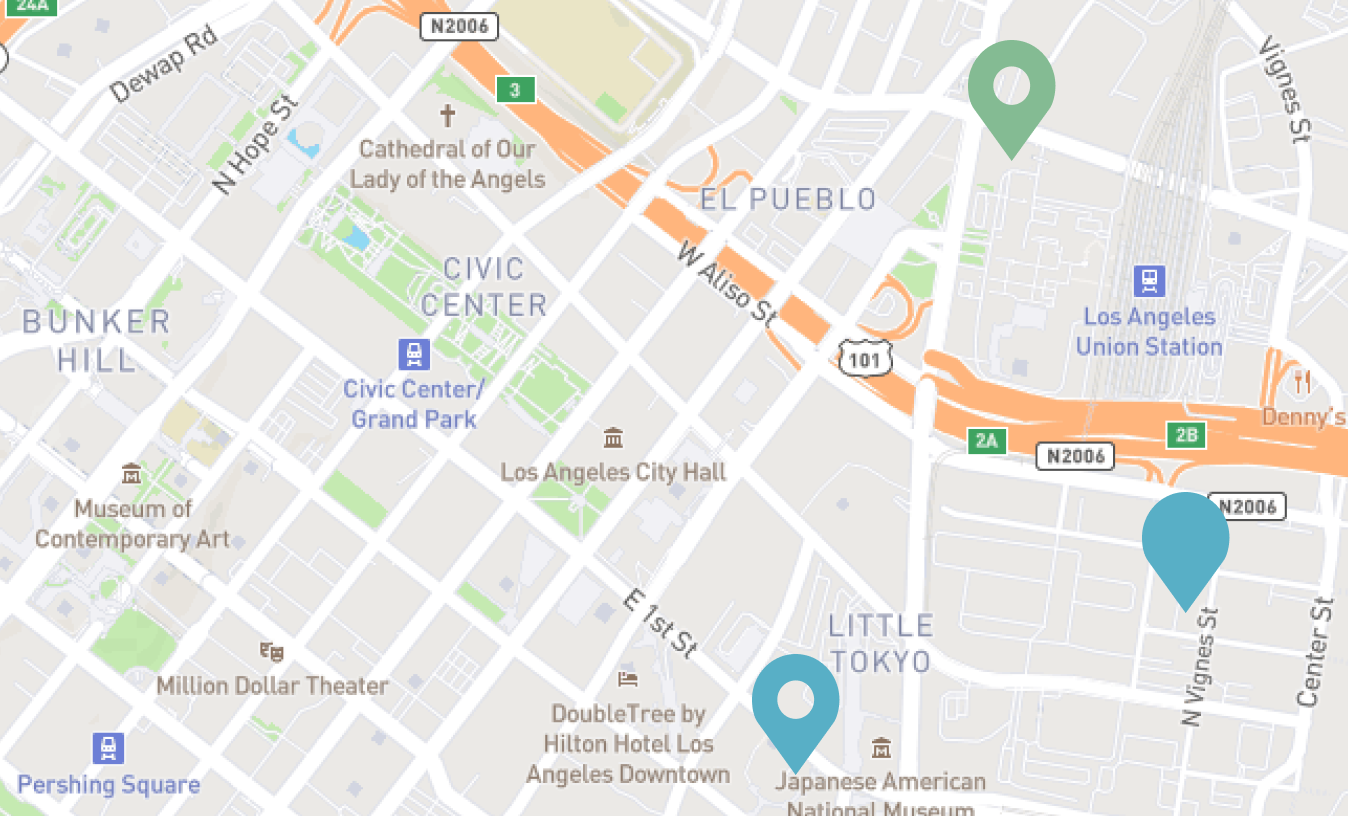 24A
N2006
Dewap Rd
3
Vignes St
N Hope St
Cathedral of Our
Lady of the Angels
EL PUEBLO
W Aliso St
CIVIC
CENTER
BUNKER
HILL
Los Angeles
Union Station
101
Civic Center/
Grand Park
Denny's
2A
2B
N2006
Los Angeles City Hall
N2006
Museum of
Contemporary Art
E 1st St
LITTLE
TOKYO
Center St
N Vignes St
Million Dollar Theater
DoubleTree by
Hilton Hotel Los
Angeles Downtown
Pershing Square
Japanese American
National Museum